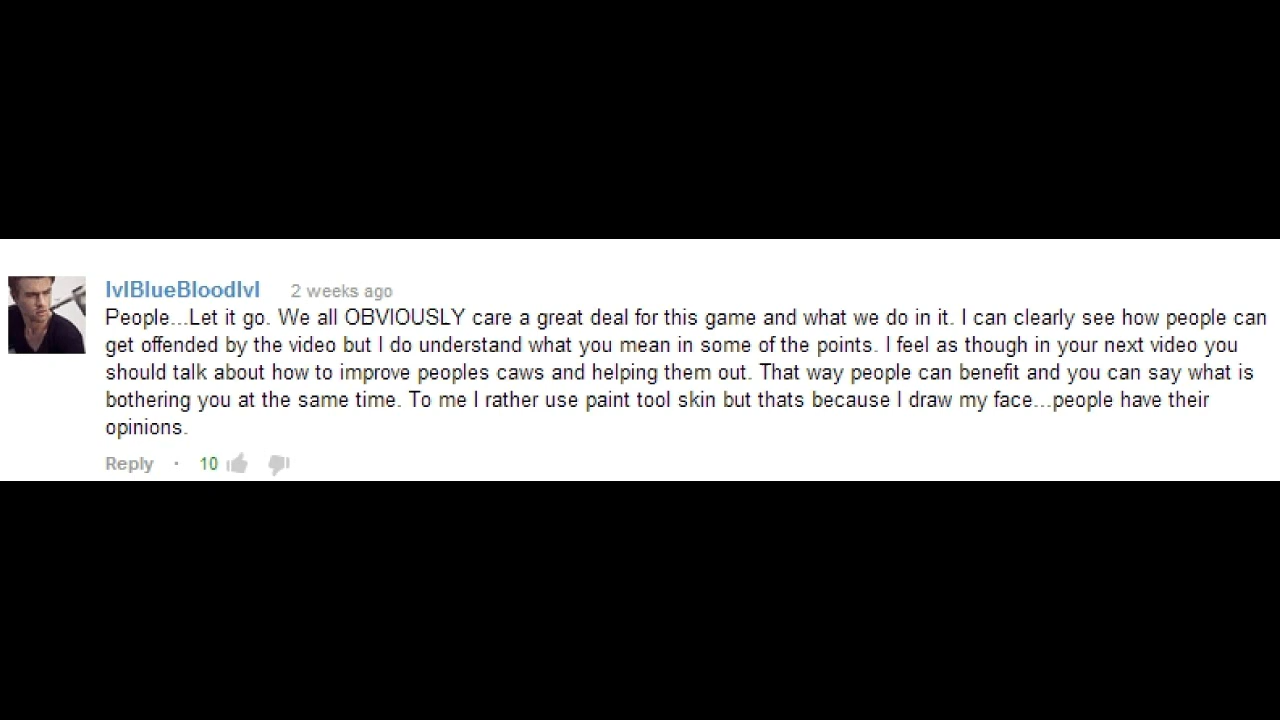 lvlBlueBloodlvl 2 weeks ago
People...Let it go. We all OBVIOUSLY care a great deal for this game and what we do in it. I can clearly see how people can
get offended by the video but I do understand what you mean in some of the points. I feel as though in your next video you
should talk about how to improve peoples caws and helping them out. That way people can benefit and you can say what is
bothering you at the same time. To me I rather use paint tool skin but thats because I draw my face...people have their
opinions.
Reply · 10